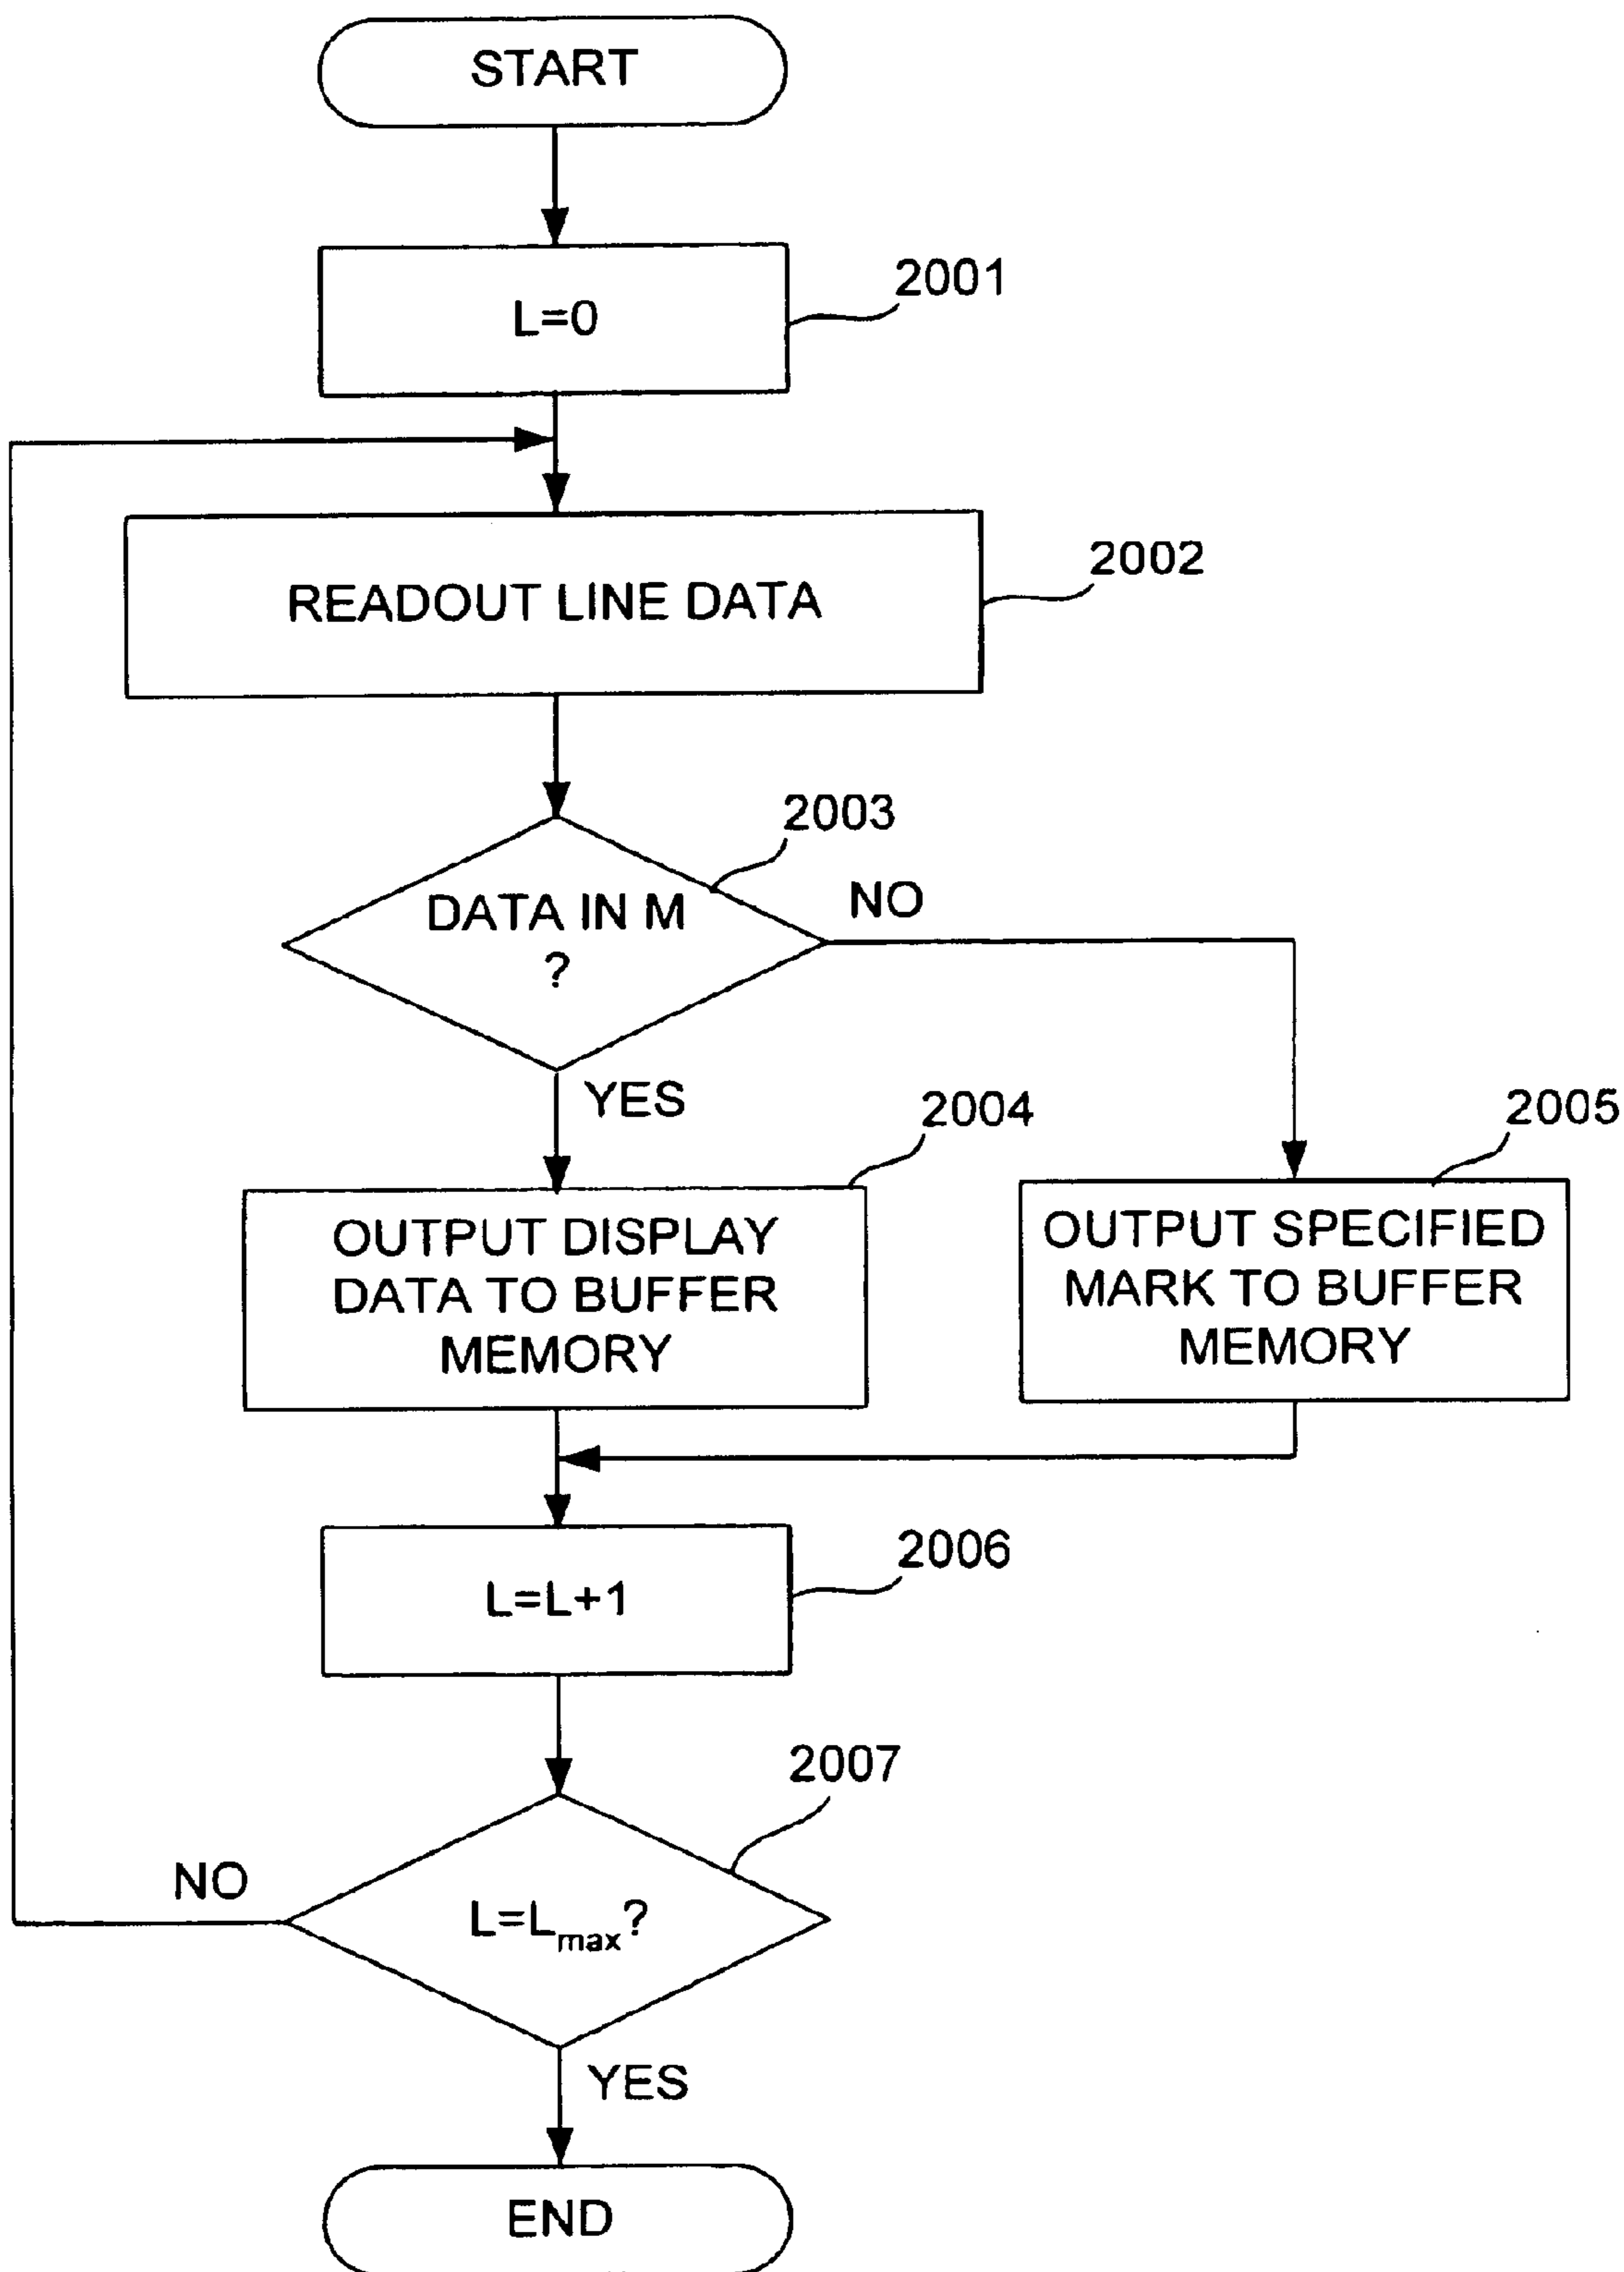 START
2001
L=0
2002
READOUT LINE DATA
2003
DATA IN M
?
NO
YES
2004
2005
OUTPUT DISPLAY
DATA TO BUFFER
MEMORY
OUTPUT SPECIFIED
MARK TO BUFFER
MEMORY
2006
L=L+1
2007
NO
L=Lmax?
YES
END